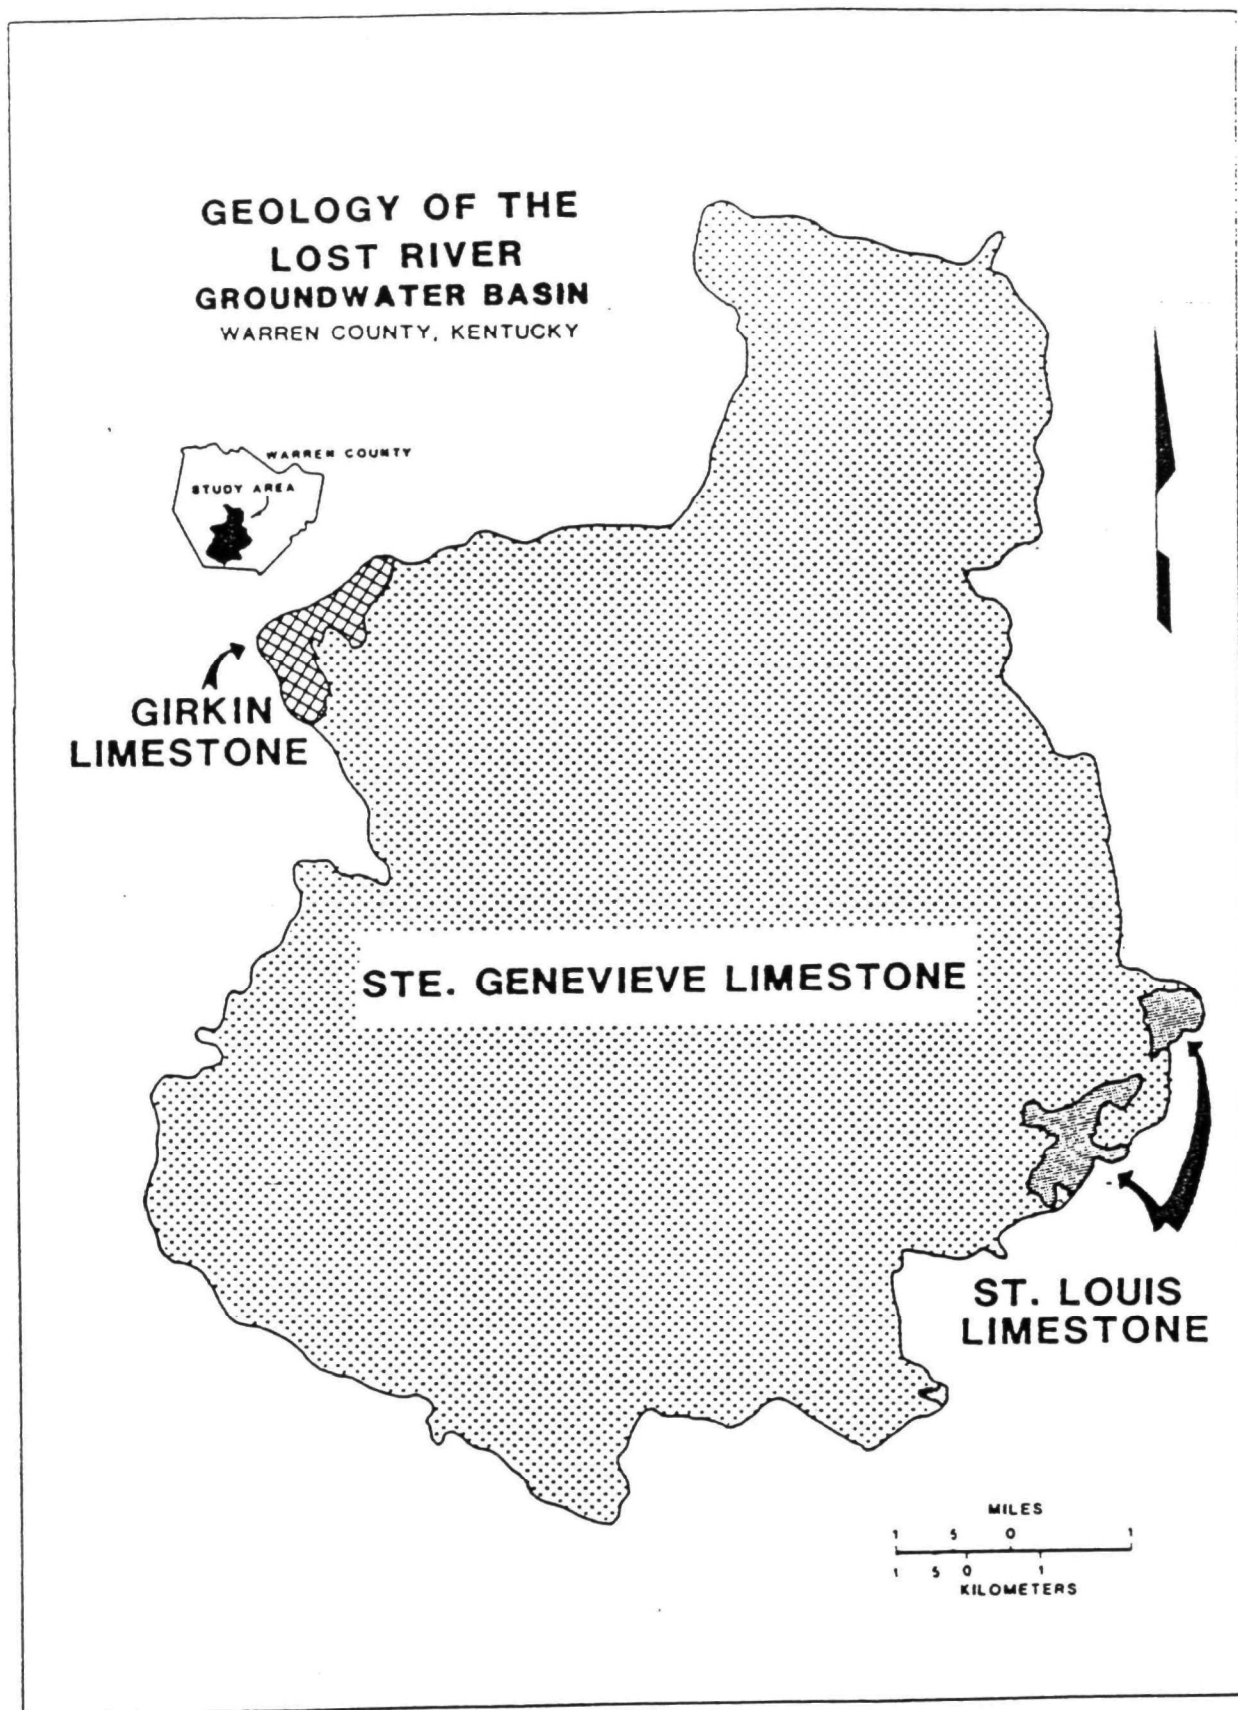 GEOLOGY OF THE
LOST RIVER
GROUNDWATER BASIN
WARREN COUNTY, KENTUCKY
WARREN COUNTY
STUDY AREA
GIRKIN
LIMESTONE
STE. GENEVIEVE LIMESTONE
ST. LOUIS
LIMESTONE
MILES
1 5 0 1
1 5 0 1
KILOMETERS